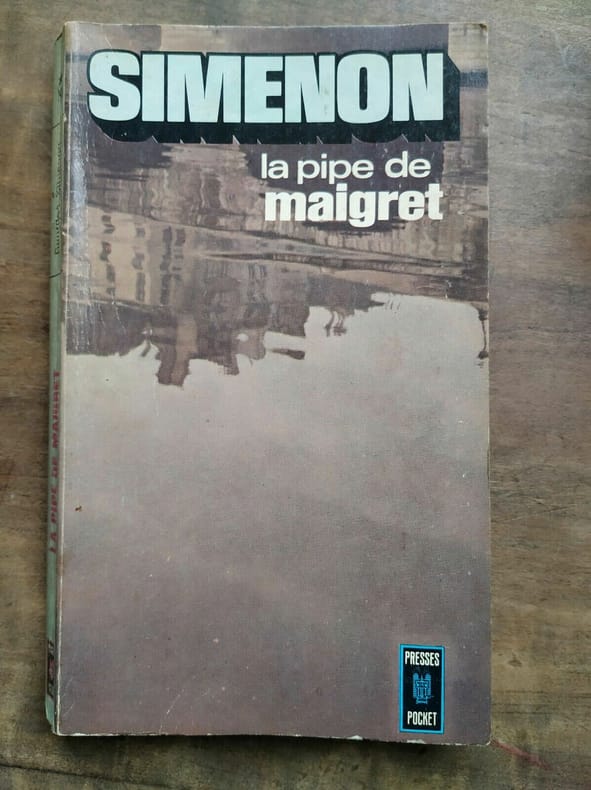 SIMENON
la pipe de
maigret
PRESSES
POCKET
LA PIPE DE MAIGRET